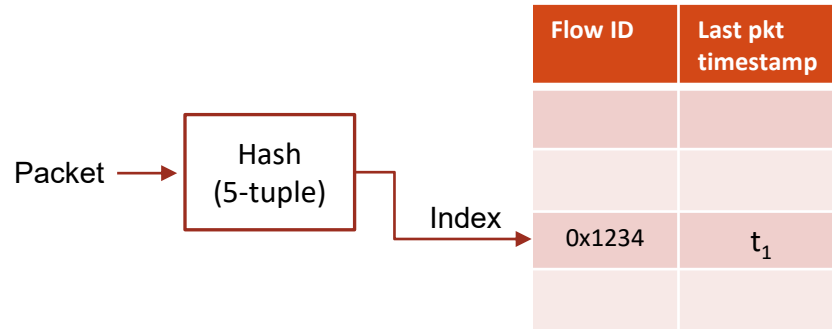 Flow ID
Last pkt
timestamp
Packet
Hash
(5-tuple)
Index
0x1234
t₁